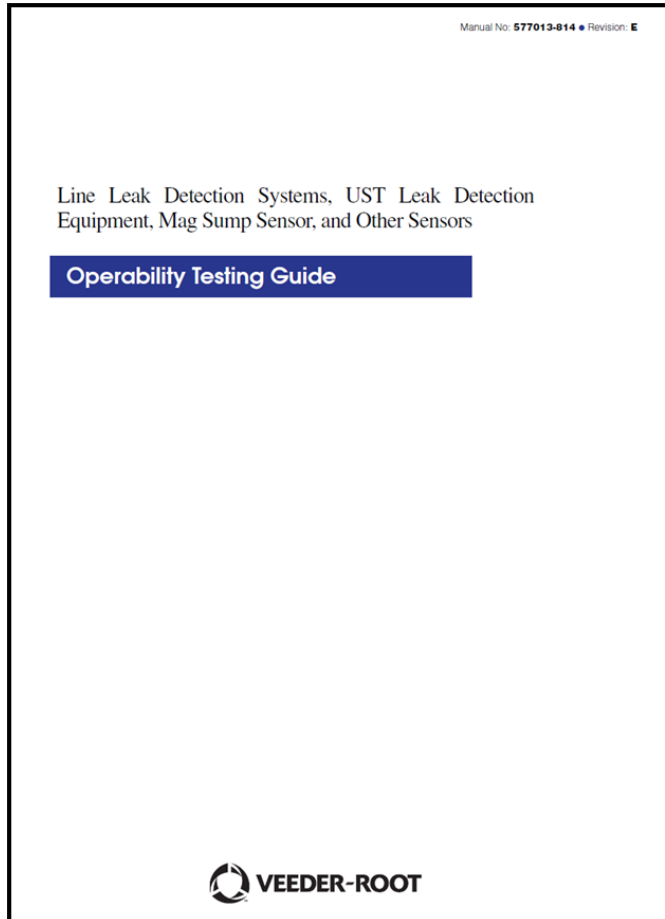 Manual No: 577013-814 ● Revision: E
Line Leak Detection Systems, UST Leak Detection
Equipment, Mag Sump Sensor, and Other Sensors
Operability Testing Guide
VEEDER-ROOT